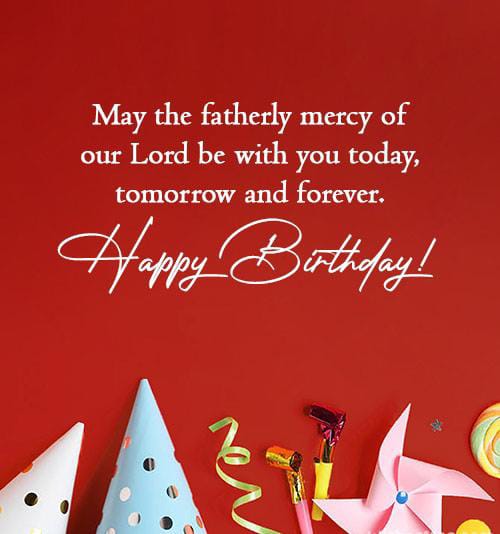 May the fatherly mercy of
our Lord be with you today,
tomorrow and forever.
Happy Birthday!